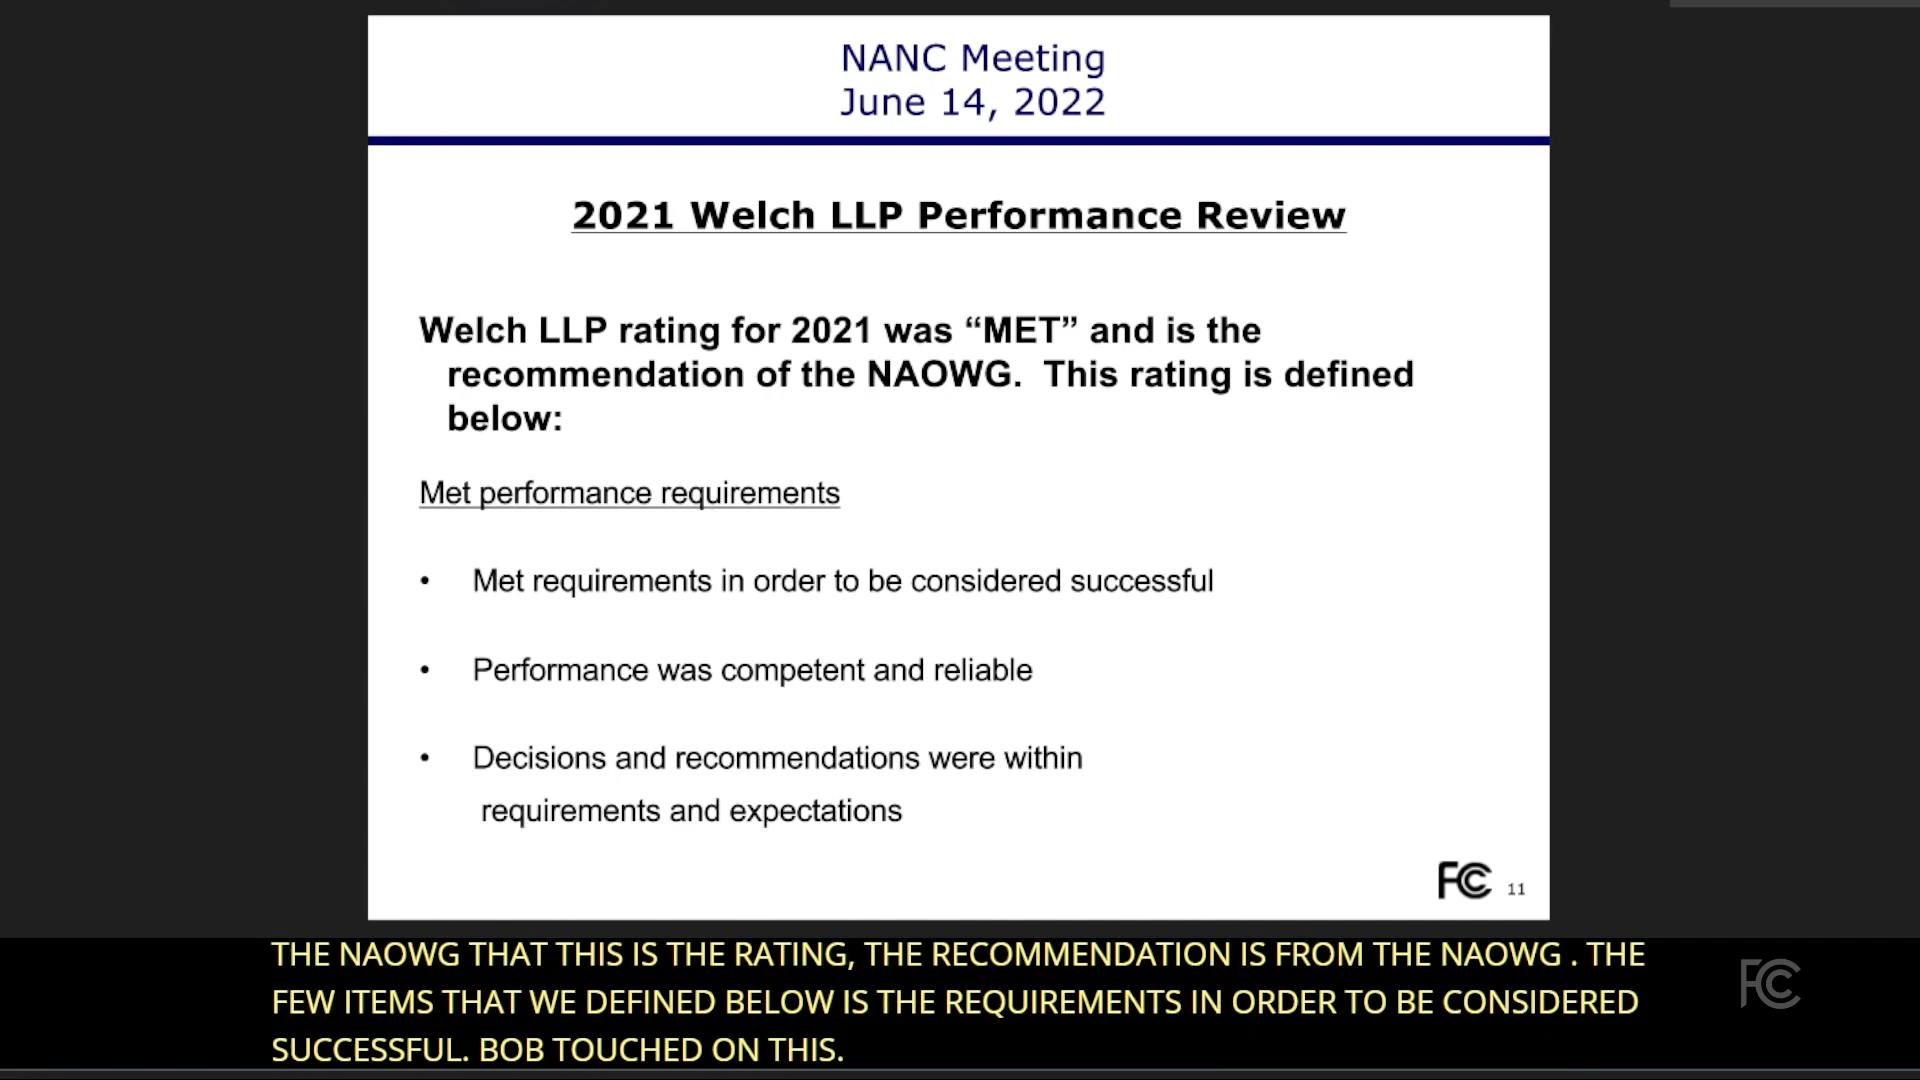 NANC Meeting
June 14, 2022
2021 Welch LLP Performance Review
Welch LLP rating for 2021 was “MET” and is the
recommendation of the NAOWG. This rating is defined
below:
Met performance requirements
• Met requirements in order to be considered successful
• Performance was competent and reliable
• Decisions and recommendations were within
requirements and expectations
FCC 11
THE NAOWG THAT THIS IS THE RATING, THE RECOMMENDATION IS FROM THE NAOWG . THE
FEW ITEMS THAT WE DEFINED BELOW IS THE REQUIREMENTS IN ORDER TO BE CONSIDERED
SUCCESSFUL. BOB TOUCHED ON THIS.
FCC